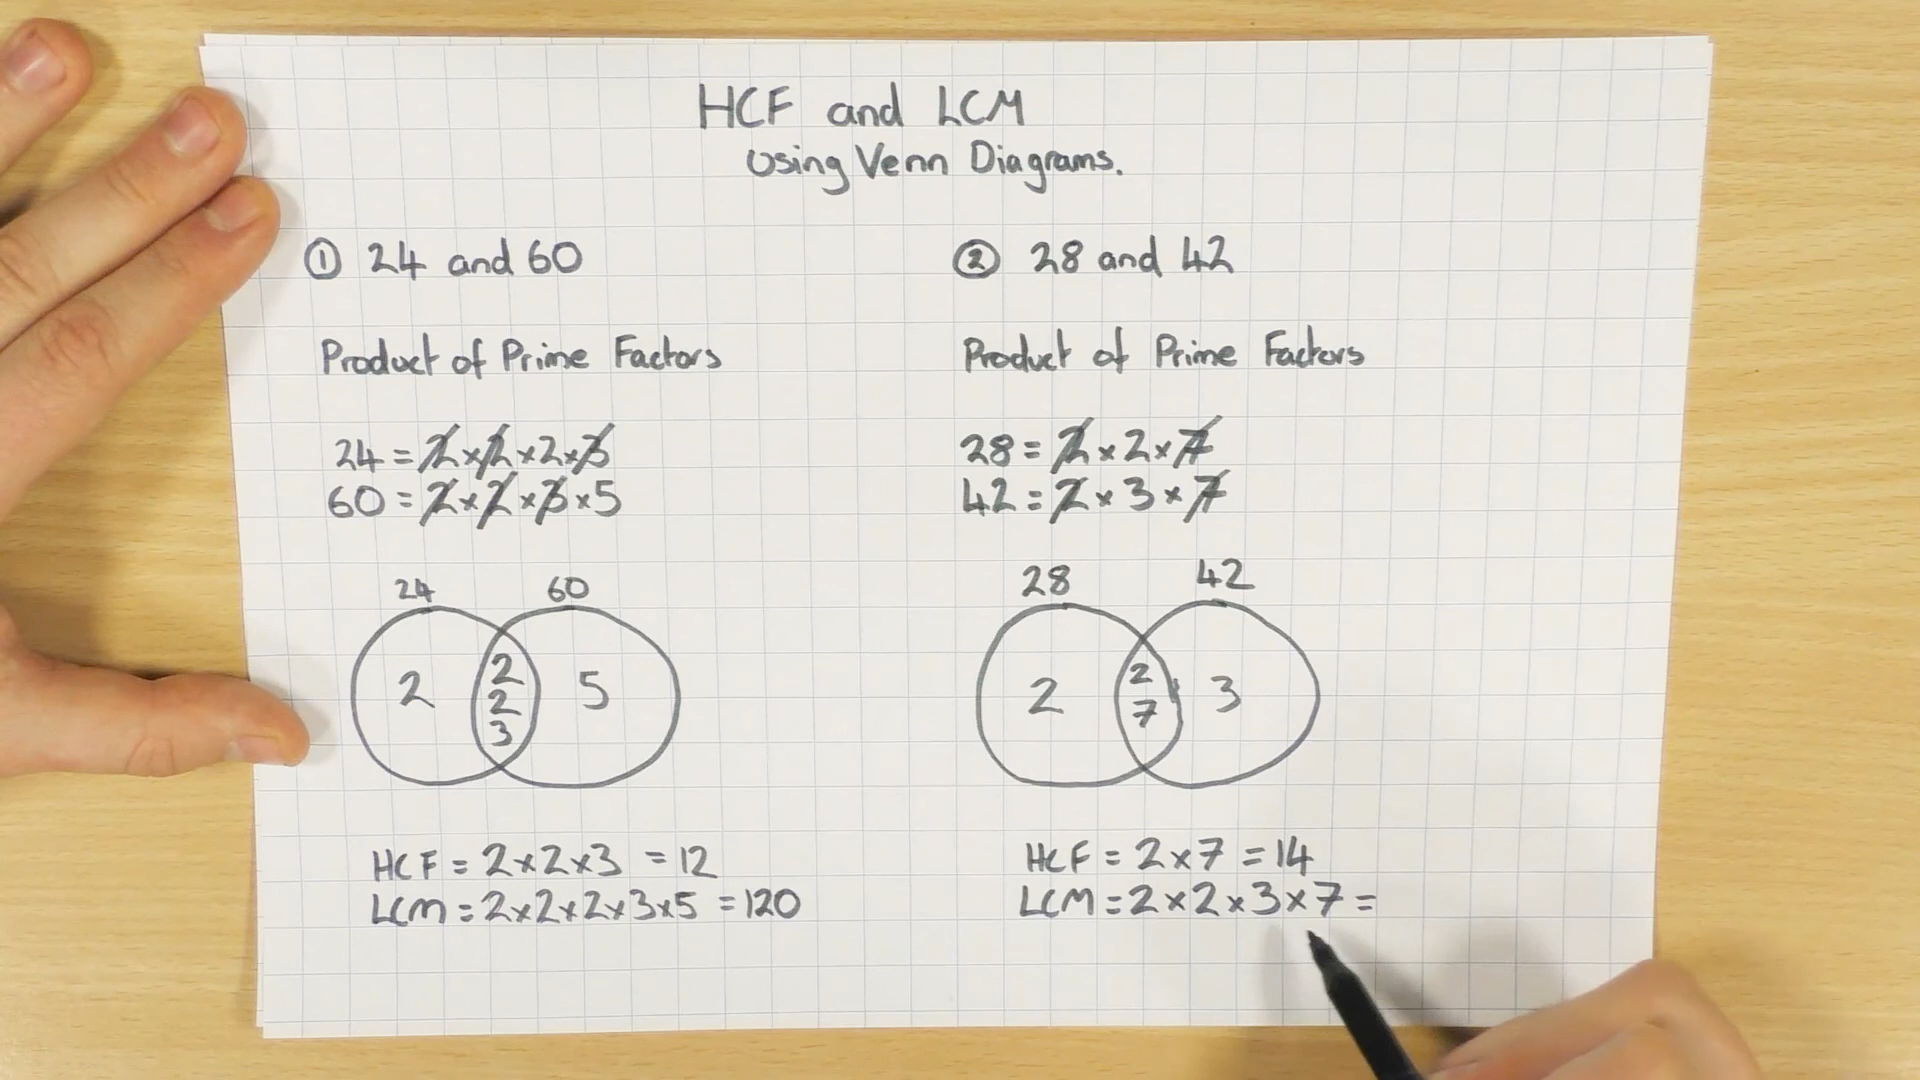 HCF and LCM
Using Venn Diagrams.
① 24 and 60
Product of Prime Factors
24 = 2×2×2×3
60 = 2×2×3×5
24 60
2 2 5
2
3
HCF = 2×2×3 = 12
LCM = 2×2×2×3×5 = 120
② 28 and 42
Product of Prime Factors
28 = 2×2×7
42 = 2×3×7
28 42
2 2 3
7
HCF = 2×7 = 14
LCM = 2×2×3×7 =